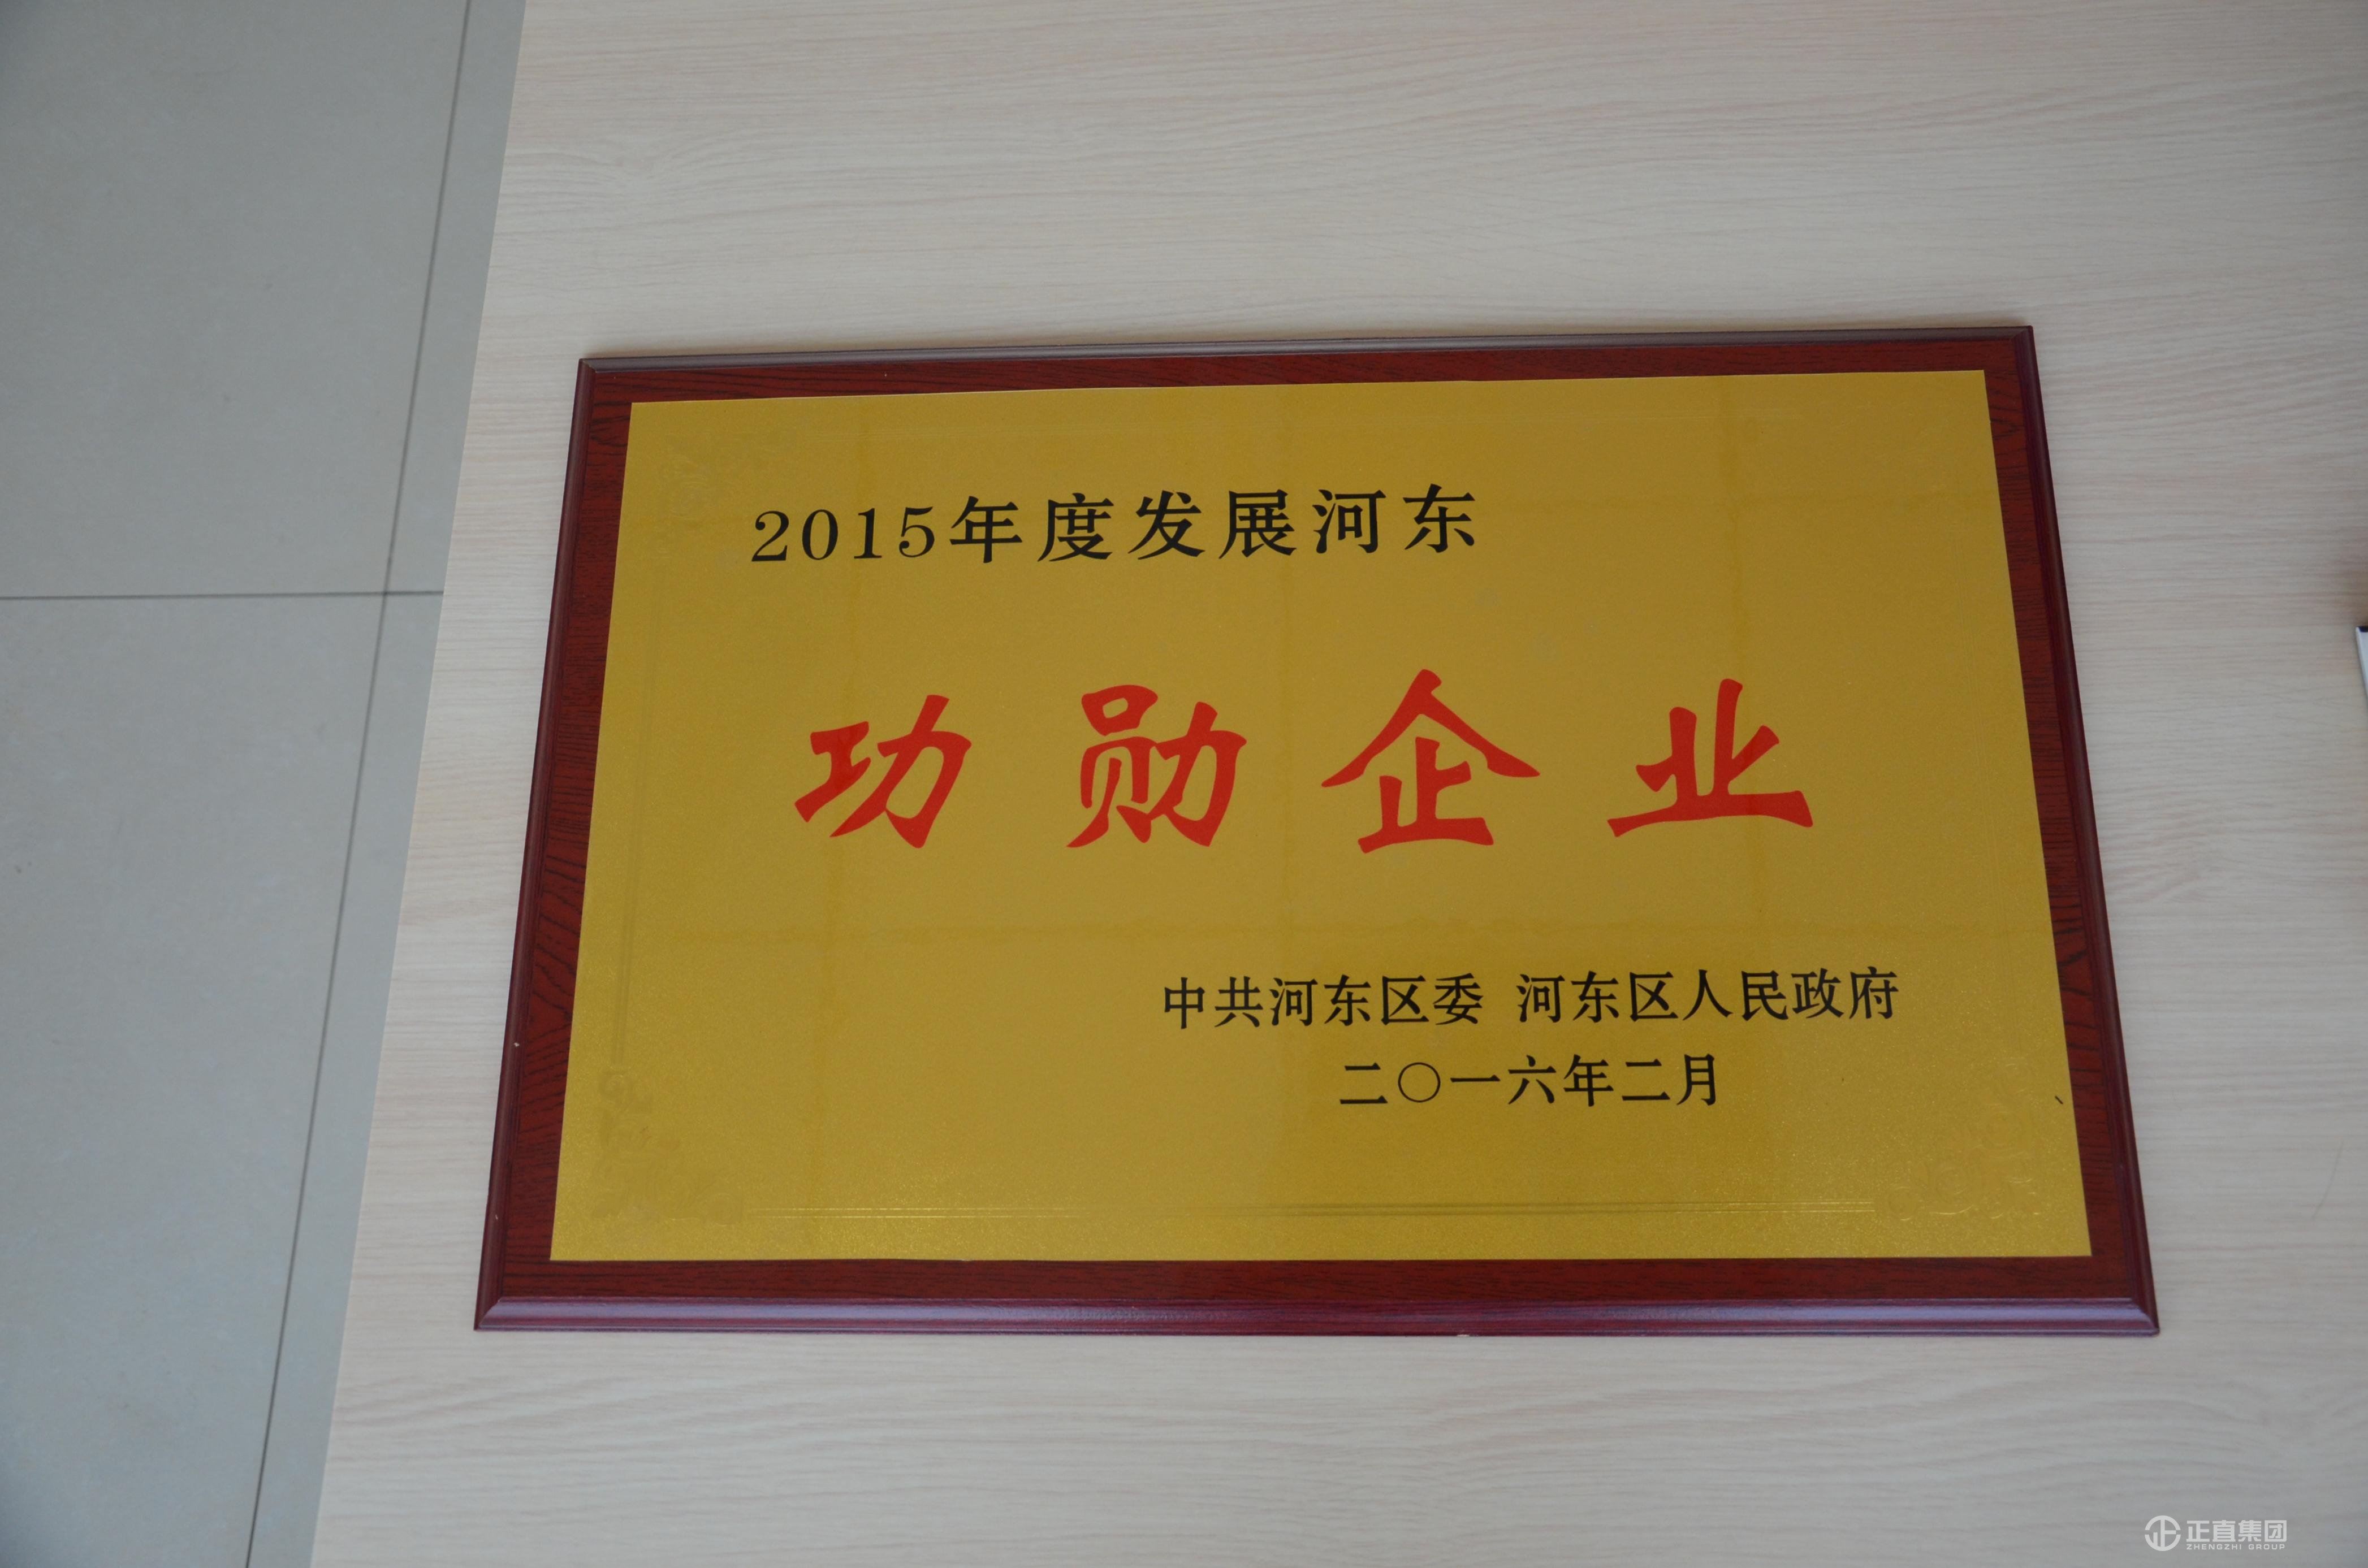 2015年度发展河东
功勋企业
中共河东区委 河东区人民政府
二〇一六年二月
正直集团
ZHENGZHI GROUP